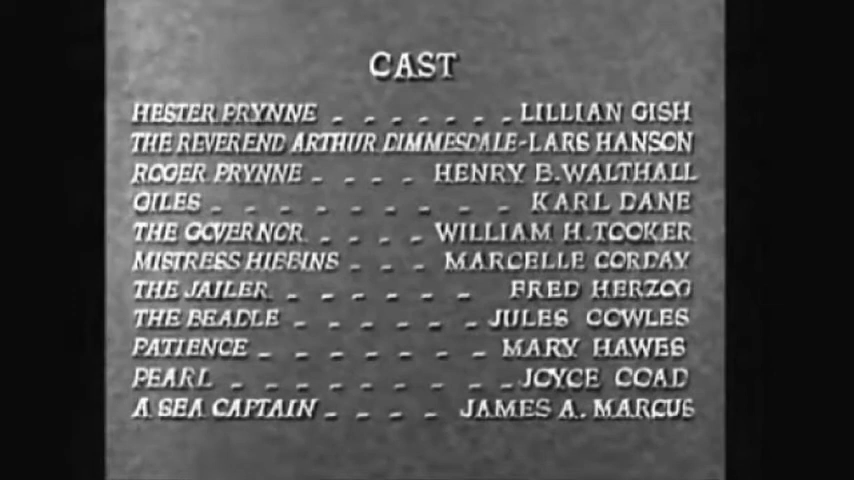 CAST
HESTER PRYNNE _ _ _ _ _ _ _ LILLIAN GISH
THE REVEREND ARTHUR DIMMESDALE-LARS HANSON
ROGER PRYNNE _ _ _ _ HENRY B. WALTHALL
GILES _ _ _ _ _ _ _ _ _ _ KARL DANE
THE GOVERNOR _ _ _ _ WILLIAM H. TOOKER
MISTRESS HIBBINS _ _ _ MARCELLE CORDAY
THE JAILER _ _ _ _ _ _ FRED HERZOG
THE BEADLE _ _ _ _ _ _ JULES COWLES
PATIENCE _ _ _ _ _ _ _ MARY HAWES
PEARL _ _ _ _ _ _ _ _ _ JOYCE COAD
A SEA CAPTAIN _ _ _ _ JAMES A. MARCUS